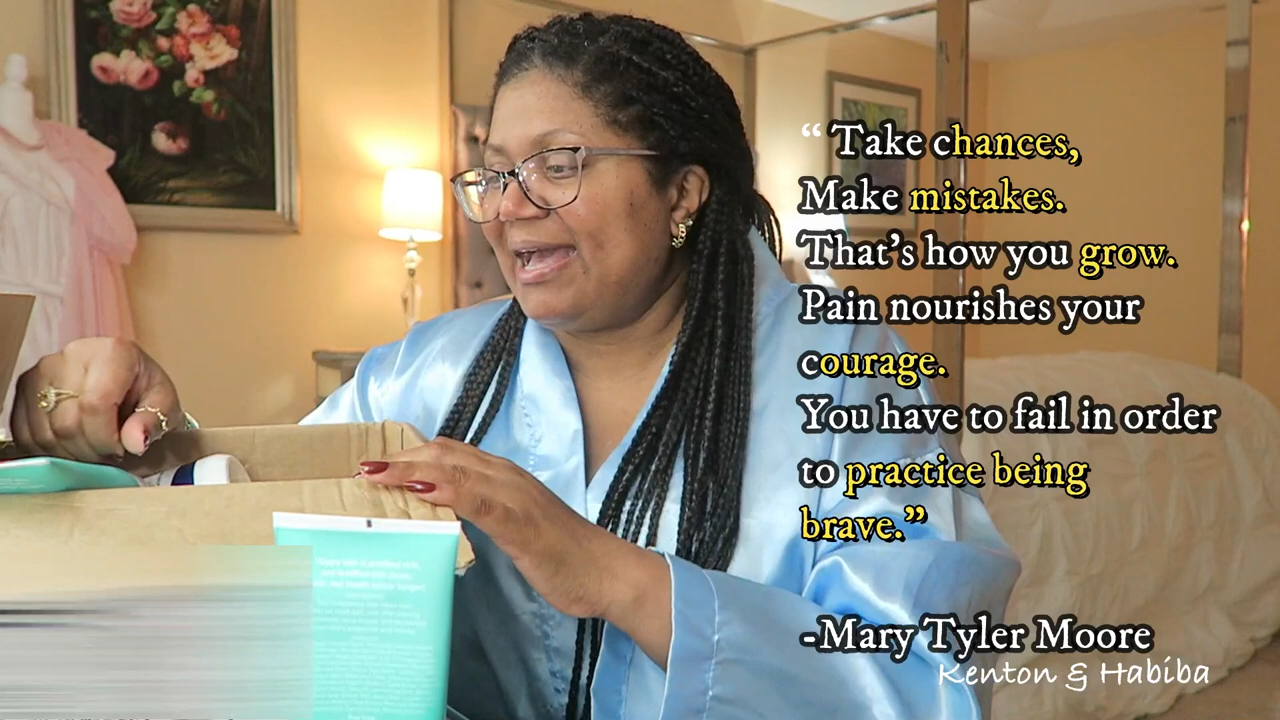 “ Take chances,
Make mistakes.
That’s how you grow.
Pain nourishes your
courage.
You have to fail in order
to practice being
brave.”
-Mary Tyler Moore
Kenton & Habiba